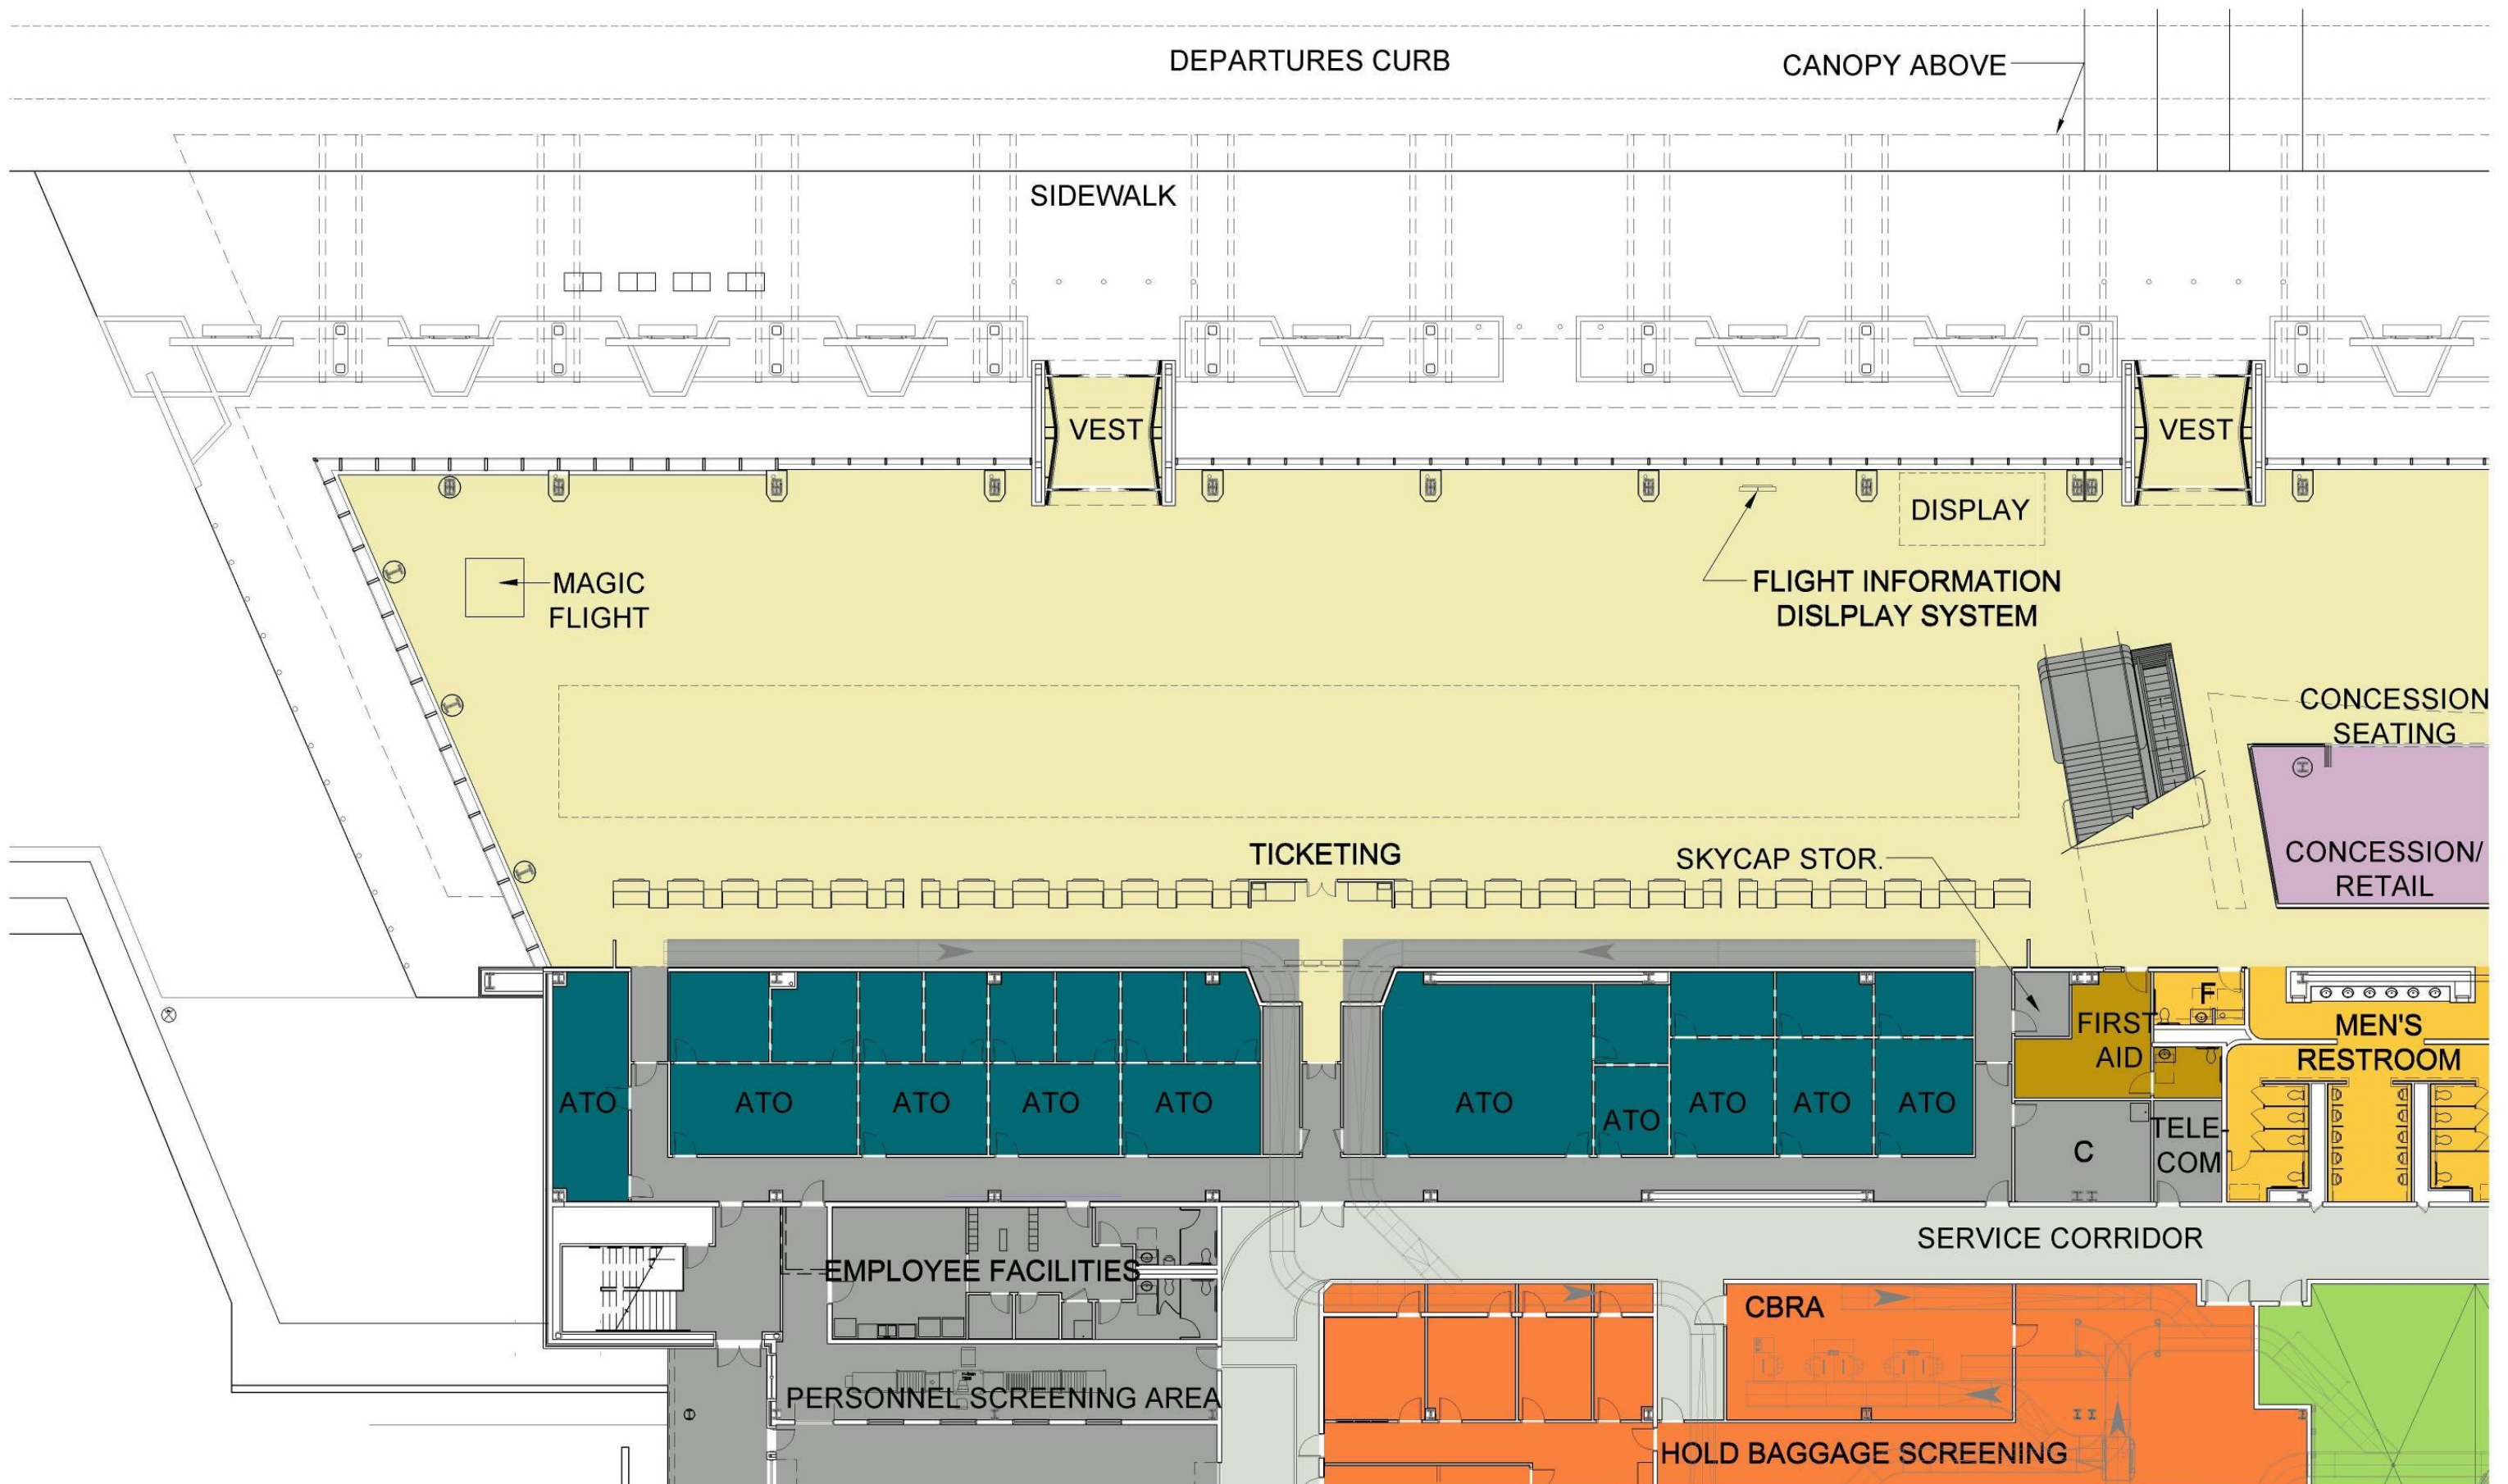 DEPARTURES CURB
CANOPY ABOVE
SIDEWALK
VEST
VEST
DISPLAY
MAGIC
FLIGHT
FLIGHT INFORMATION
DISLPLAY SYSTEM
CONCESSION
SEATING
TICKETING
SKYCAP STOR.
CONCESSION/
RETAIL
F
FIRST
AID
MEN'S
RESTROOM
ATO
ATO
ATO
ATO
ATO
ATO
ATO
ATO
ATO
ATO
C
TELE-
COM
SERVICE CORRIDOR
EMPLOYEE FACILITIES
CBRA
PERSONNEL SCREENING AREA
HOLD BAGGAGE SCREENING